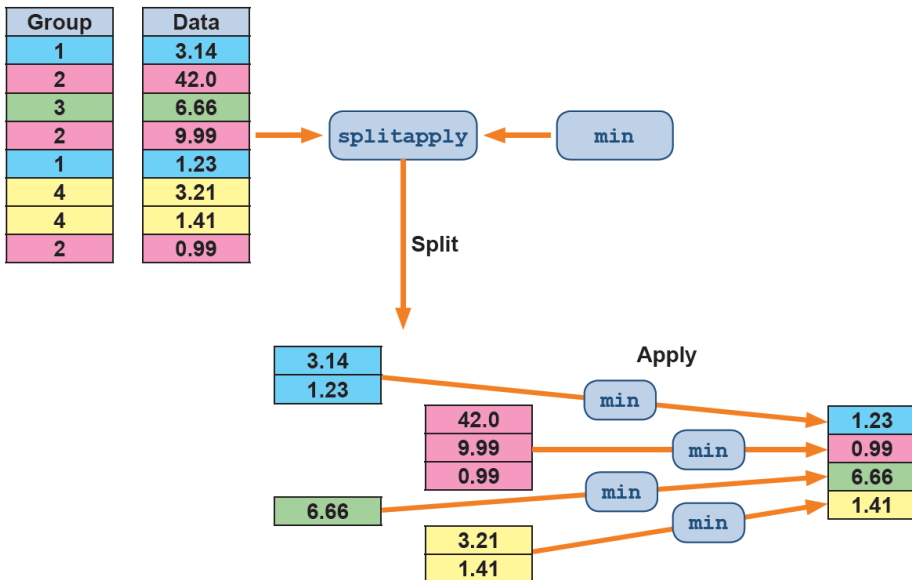 Group Data
1 3.14
2 42.0
3 6.66
2 9.99
1 1.23
4 3.21
4 1.41
2 0.99
splitapply
min
Split
Apply
3.14
1.23
min
42.0
9.99
0.99
min
6.66
min
3.21
1.41
min
1.23
0.99
6.66
1.41